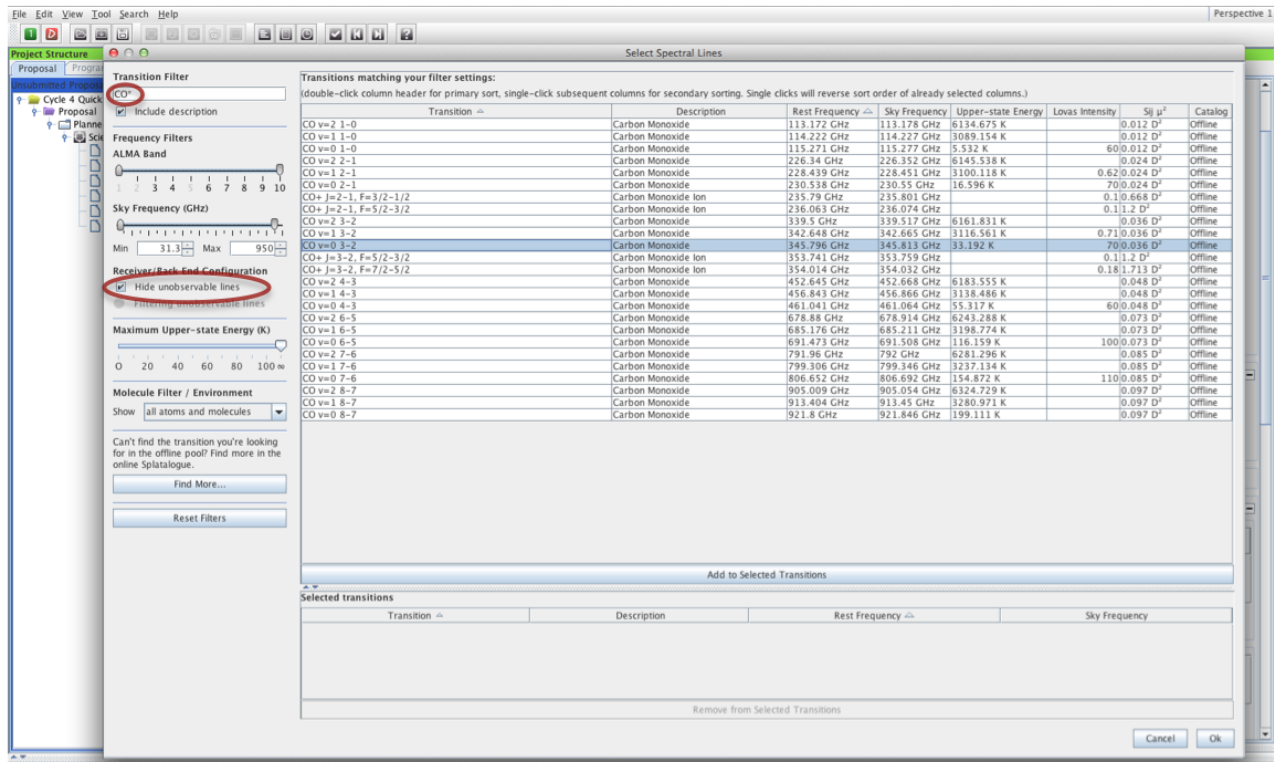 File Edit View Tool Search Help
Perspective 1
Project Structure
Select Spectral Lines
Proposal Progra
Unsubmitted Propos
Cycle 4 Quick
Proposal
Planne
Scie
Transition Filter
CO*
Include description
Frequency Filters
ALMA Band
1 2 3 4 5 6 7 8 9 10
Sky Frequency (GHz)
Min 31.3 Max 950
Receiver/Back End Configuration
Hide unobservable lines
Filtering unobservable lines
Maximum Upper-state Energy (K)
0 20 40 60 80 100 ∞
Molecule Filter / Environment
Show all atoms and molecules
Can't find the transition you're looking
for in the offline pool? Find more in the
online Splatalogue.
Find More...
Reset Filters
Transitions matching your filter settings:
(double-click column header for primary sort, single-click subsequent columns for secondary sorting. Single clicks will reverse sort order of already selected columns.)
Transition Description Rest Frequency Sky Frequency Upper-state Energy Lovas Intensity Sij μ² Catalog
CO v=2 1-0 Carbon Monoxide 113.172 GHz 113.178 GHz 6134.675 K 0.012 D² Offline
CO v=1 1-0 Carbon Monoxide 114.222 GHz 114.227 GHz 3089.154 K 0.012 D² Offline
CO v=0 1-0 Carbon Monoxide 115.271 GHz 115.277 GHz 5.532 K 60 0.012 D² Offline
CO v=2 2-1 Carbon Monoxide 226.34 GHz 226.352 GHz 6145.538 K 0.024 D² Offline
CO v=1 2-1 Carbon Monoxide 228.439 GHz 228.451 GHz 3100.118 K 0.62 0.024 D² Offline
CO v=0 2-1 Carbon Monoxide 230.538 GHz 230.55 GHz 16.596 K 70 0.024 D² Offline
CO+ J=2-1, F=3/2-1/2 Carbon Monoxide Ion 235.79 GHz 235.801 GHz 0.1 0.668 D² Offline
CO+ J=2-1, F=5/2-3/2 Carbon Monoxide Ion 236.063 GHz 236.074 GHz 0.1 1.2 D² Offline
CO v=2 3-2 Carbon Monoxide 339.5 GHz 339.517 GHz 6161.831 K 0.036 D² Offline
CO v=1 3-2 Carbon Monoxide 342.648 GHz 342.665 GHz 3116.561 K 0.71 0.036 D² Offline
CO v=0 3-2 Carbon Monoxide 345.796 GHz 345.813 GHz 33.192 K 70 0.036 D² Offline
CO+ J=3-2, F=5/2-3/2 Carbon Monoxide Ion 353.741 GHz 353.759 GHz 0.1 1.2 D² Offline
CO+ J=3-2, F=7/2-5/2 Carbon Monoxide Ion 354.014 GHz 354.032 GHz 0.18 1.713 D² Offline
CO v=2 4-3 Carbon Monoxide 452.645 GHz 452.668 GHz 6183.555 K 0.048 D² Offline
CO v=1 4-3 Carbon Monoxide 456.843 GHz 456.866 GHz 3138.486 K 0.048 D² Offline
CO v=0 4-3 Carbon Monoxide 461.041 GHz 461.064 GHz 55.317 K 60 0.048 D² Offline
CO v=2 6-5 Carbon Monoxide 678.88 GHz 678.914 GHz 6243.288 K 0.073 D² Offline
CO v=1 6-5 Carbon Monoxide 685.176 GHz 685.211 GHz 3198.774 K 0.073 D² Offline
CO v=0 6-5 Carbon Monoxide 691.473 GHz 691.508 GHz 116.159 K 100 0.073 D² Offline
CO v=2 7-6 Carbon Monoxide 791.96 GHz 792 GHz 6281.296 K 0.085 D² Offline
CO v=1 7-6 Carbon Monoxide 799.306 GHz 799.346 GHz 3237.134 K 0.085 D² Offline
CO v=0 7-6 Carbon Monoxide 806.652 GHz 806.692 GHz 154.872 K 110 0.085 D² Offline
CO v=2 8-7 Carbon Monoxide 905.009 GHz 905.054 GHz 6324.729 K 0.097 D² Offline
CO v=1 8-7 Carbon Monoxide 913.404 GHz 913.45 GHz 3280.971 K 0.097 D² Offline
CO v=0 8-7 Carbon Monoxide 921.8 GHz 921.846 GHz 199.111 K 0.097 D² Offline
Add to Selected Transitions
Selected transitions
Transition Description Rest Frequency Sky Frequency
Remove from Selected Transitions
Cancel Ok